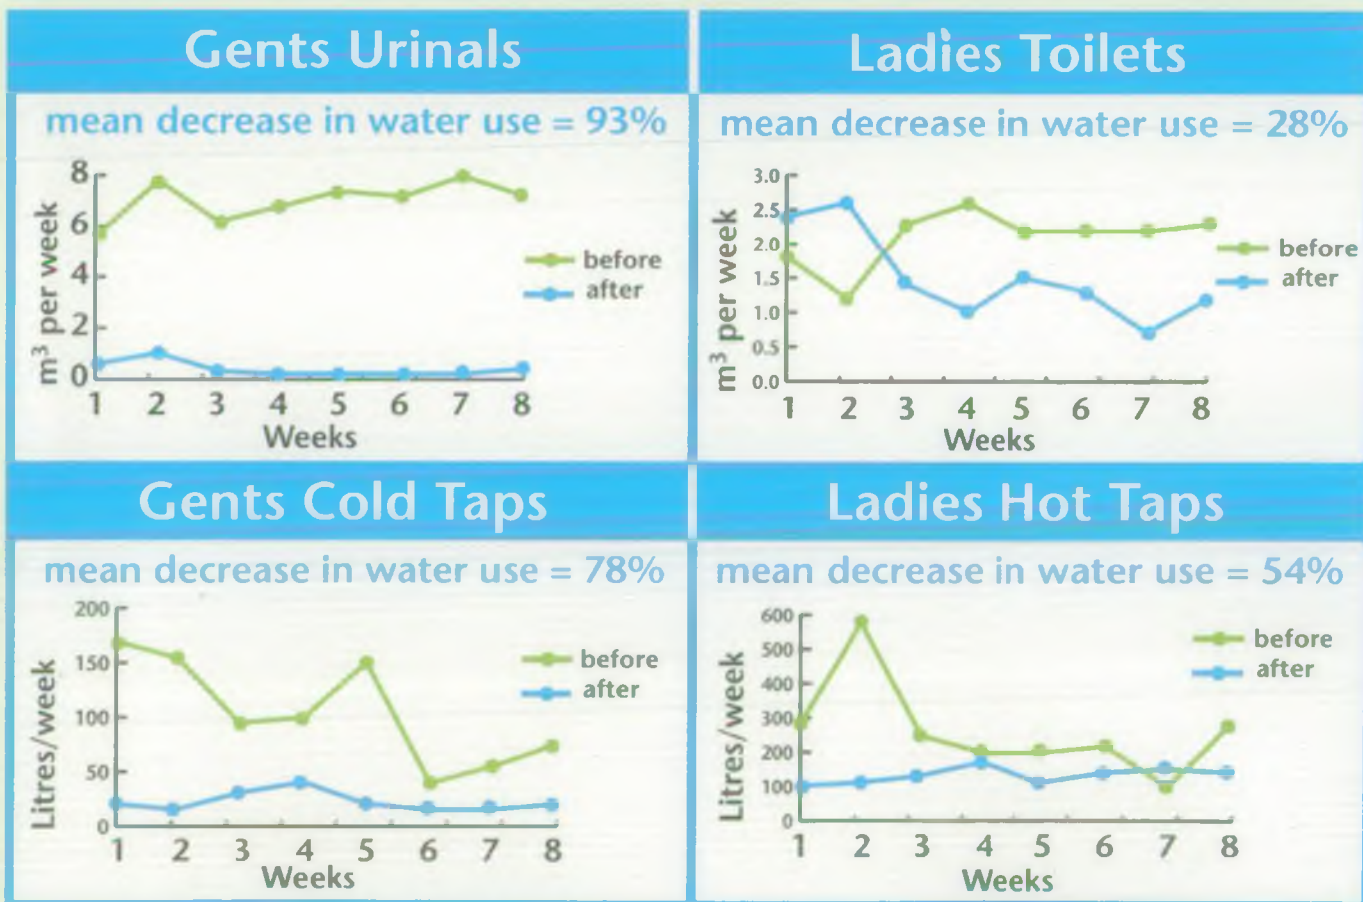 Gents Urinals
mean decrease in water use = 93%
m³ per week
8
6
4
2
0
before
after
1 2 3 4 5 6 7 8
Weeks
Ladies Toilets
mean decrease in water use = 28%
m³ per week
3.0
2.5
2.0
1.5
1.0
0.5
0.0
before
after
1 2 3 4 5 6 7 8
Weeks
Gents Cold Taps
mean decrease in water use = 78%
Litres/week
200
150
100
50
0
before
after
1 2 3 4 5 6 7 8
Weeks
Ladies Hot Taps
mean decrease in water use = 54%
Litres/week
600
500
400
300
200
100
0
before
after
1 2 3 4 5 6 7 8
Weeks